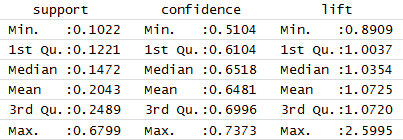 support confidence lift
Min. :0.1022 Min. :0.5104 Min. :0.8909
1st Qu.:0.1221 1st Qu.:0.6104 1st Qu.:1.0037
Median :0.1472 Median :0.6518 Median :1.0354
Mean :0.2043 Mean :0.6481 Mean :1.0725
3rd Qu.:0.2489 3rd Qu.:0.6996 3rd Qu.:1.0720
Max. :0.6799 Max. :0.7373 Max. :2.5995